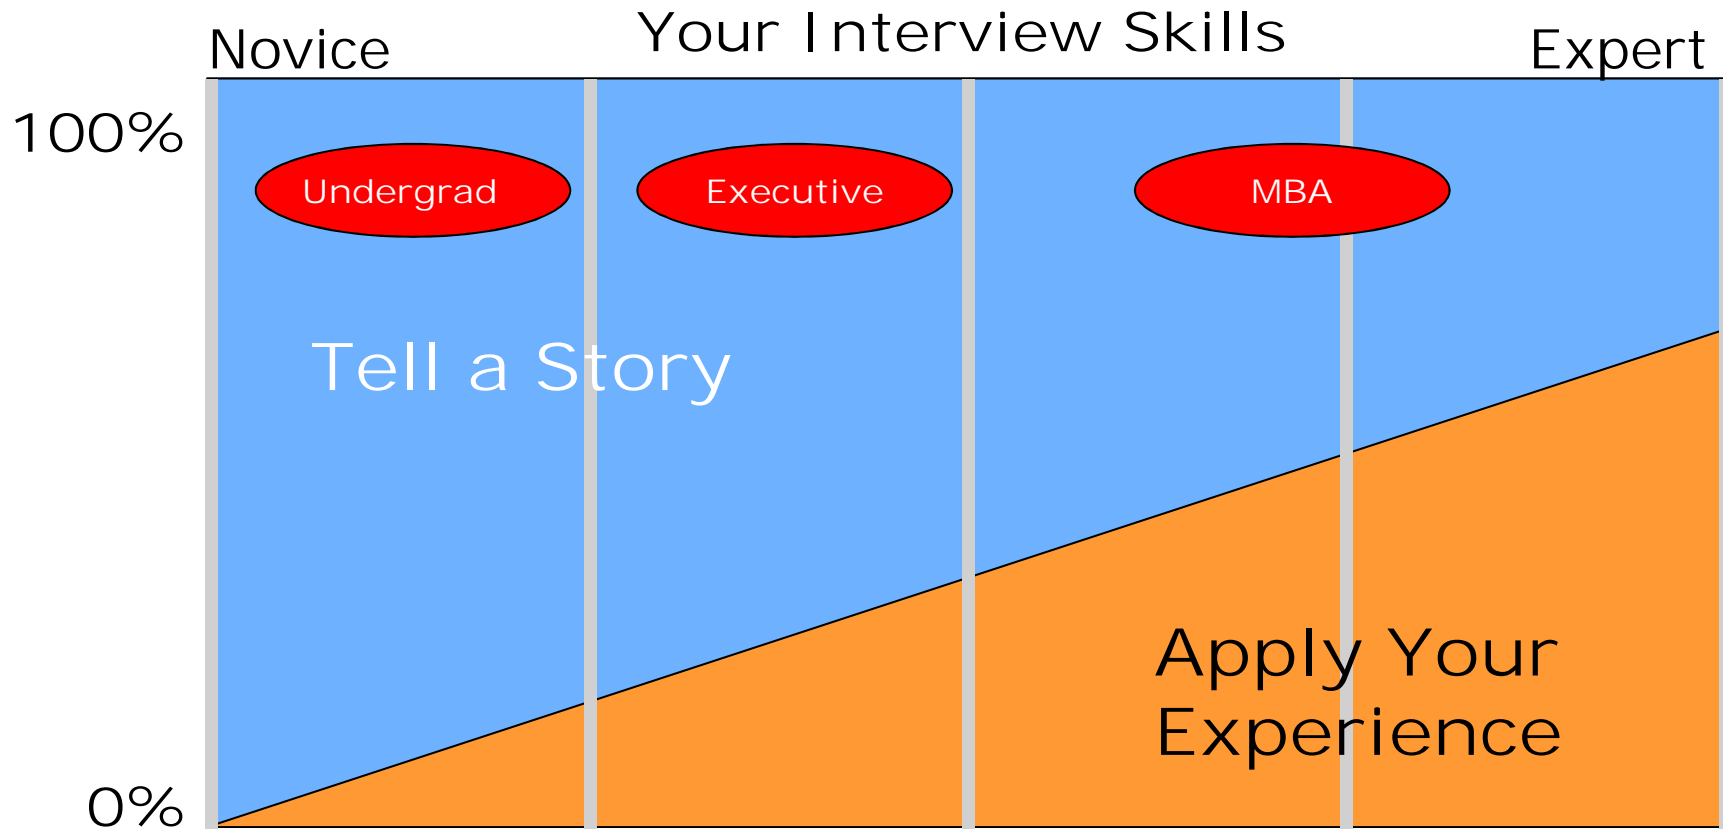 Your Interview Skills
Novice
Expert
100%
Undergrad
Executive
MBA
Tell a Story
Apply Your
Experience
0%